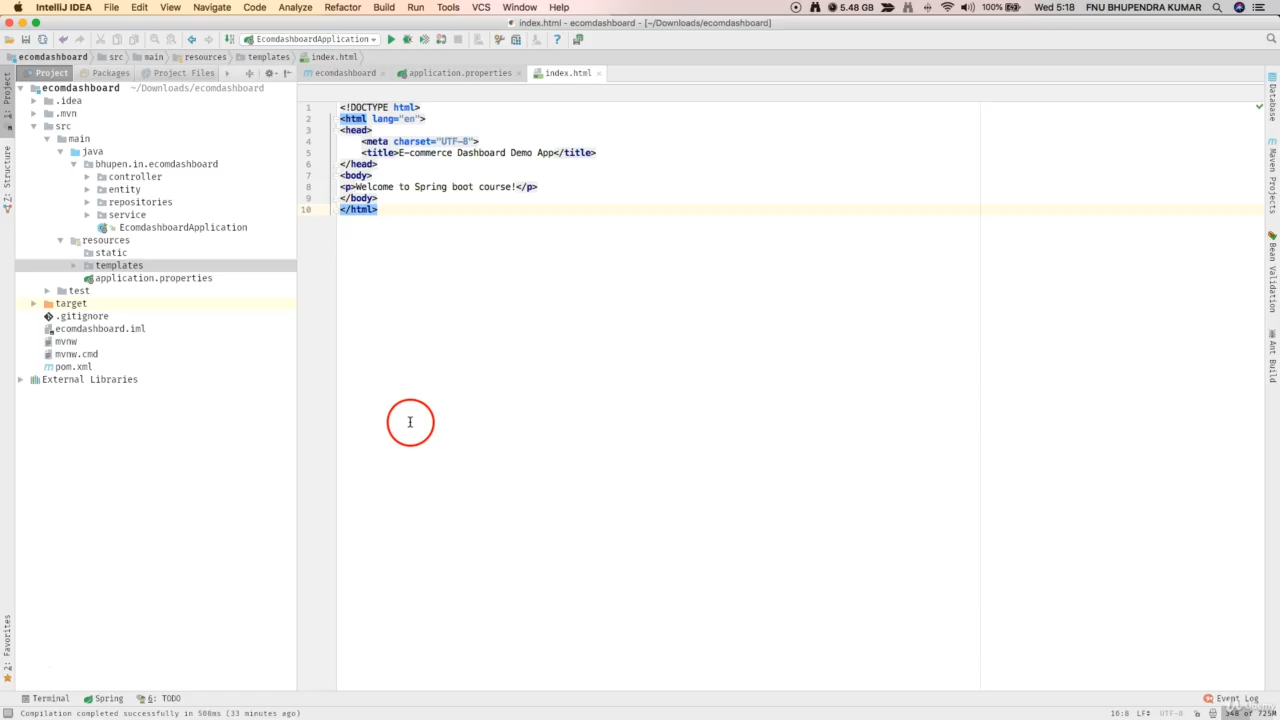 IntelliJ IDEA File Edit View Navigate Code Analyze Refactor Build Run Tools VCS Window Help 5.48 GB 100% Wed 5:18 FNU BHUPENDRA KUMAR
index.html - ecomdashboard - [~/Downloads/ecomdashboard]
EcomdashboardApplication
ecomdashboard src main resources templates index.html
Project Packages Project Files
ecomdashboard application.properties index.html
ecomdashboard ~/Downloads/ecomdashboard
.idea
.mvn
src
main
java
bhupen.in.ecomdashboard
controller
entity
repositories
service
EcomdashboardApplication
resources
static
templates
application.properties
test
target
.gitignore
ecomdashboard.iml
mvnw
mvnw.cmd
pom.xml
External Libraries
1 <!DOCTYPE html>
2 <html lang="en">
3 <head>
4 <meta charset="UTF-8">
5 <title>E-commerce Dashboard Demo App</title>
6 </head>
7 <body>
8 <p>Welcome to Spring boot course!</p>
9 </body>
10 </html>
1: Project
7: Structure
2: Favorites
Database
Maven Projects
Bean Validation
Ant Build
Terminal Spring 6: TODO Event Log
Compilation completed successfully in 508ms (33 minutes ago) 10:8 LF÷ UTF-8 348 of 725M